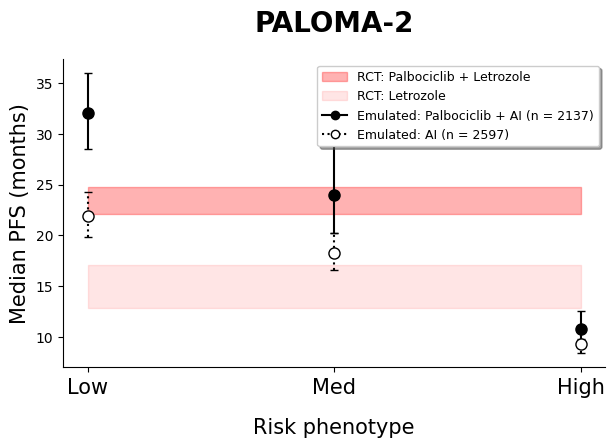 PALOMA-2
RCT: Palbociclib + Letrozole
RCT: Letrozole
Emulated: Palbociclib + AI (n = 2137)
Emulated: AI (n = 2597)
Median PFS (months)
35
30
25
20
15
10
Low
Med
High
Risk phenotype